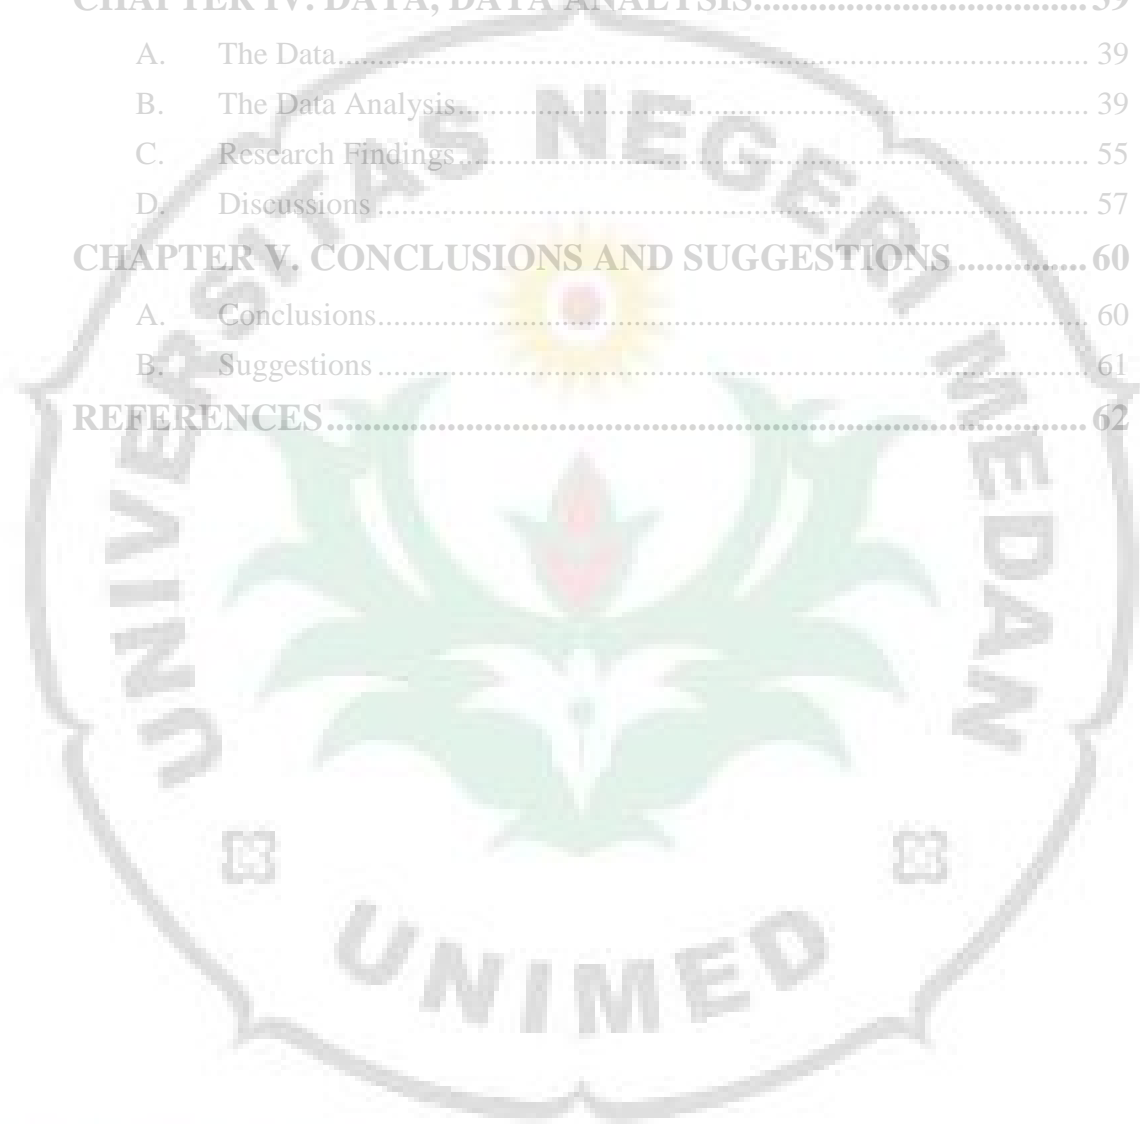 CHAPTER IV. DATA, DATA ANALYSIS.................................... 39
A. The Data.................................................................................... 39
B. The Data Analysis..................................................................... 39
C. Research Findings..................................................................... 55
D. Discussions................................................................................ 57
CHAPTER V. CONCLUSIONS AND SUGGESTIONS.............. 60
A. Conclusions............................................................................... 60
B. Suggestions................................................................................ 61
REFERENCES.................................................................................. 62
UNIVERSITAS NEGERI MEDAN
UNIMED